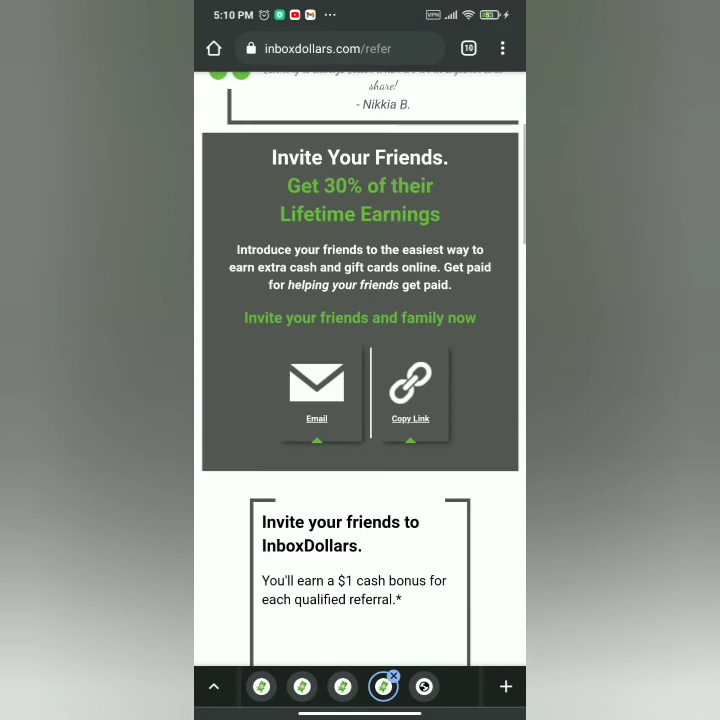 5:10 PM
VPN
inboxdollars.com/refer
10
share!
- Nikkia B.
Invite Your Friends.
Get 30% of their
Lifetime Earnings
Introduce your friends to the easiest way to
earn extra cash and gift cards online. Get paid
for helping your friends get paid.
Invite your friends and family now
Email
Copy Link
Invite your friends to
InboxDollars.
You'll earn a $1 cash bonus for
each qualified referral.*